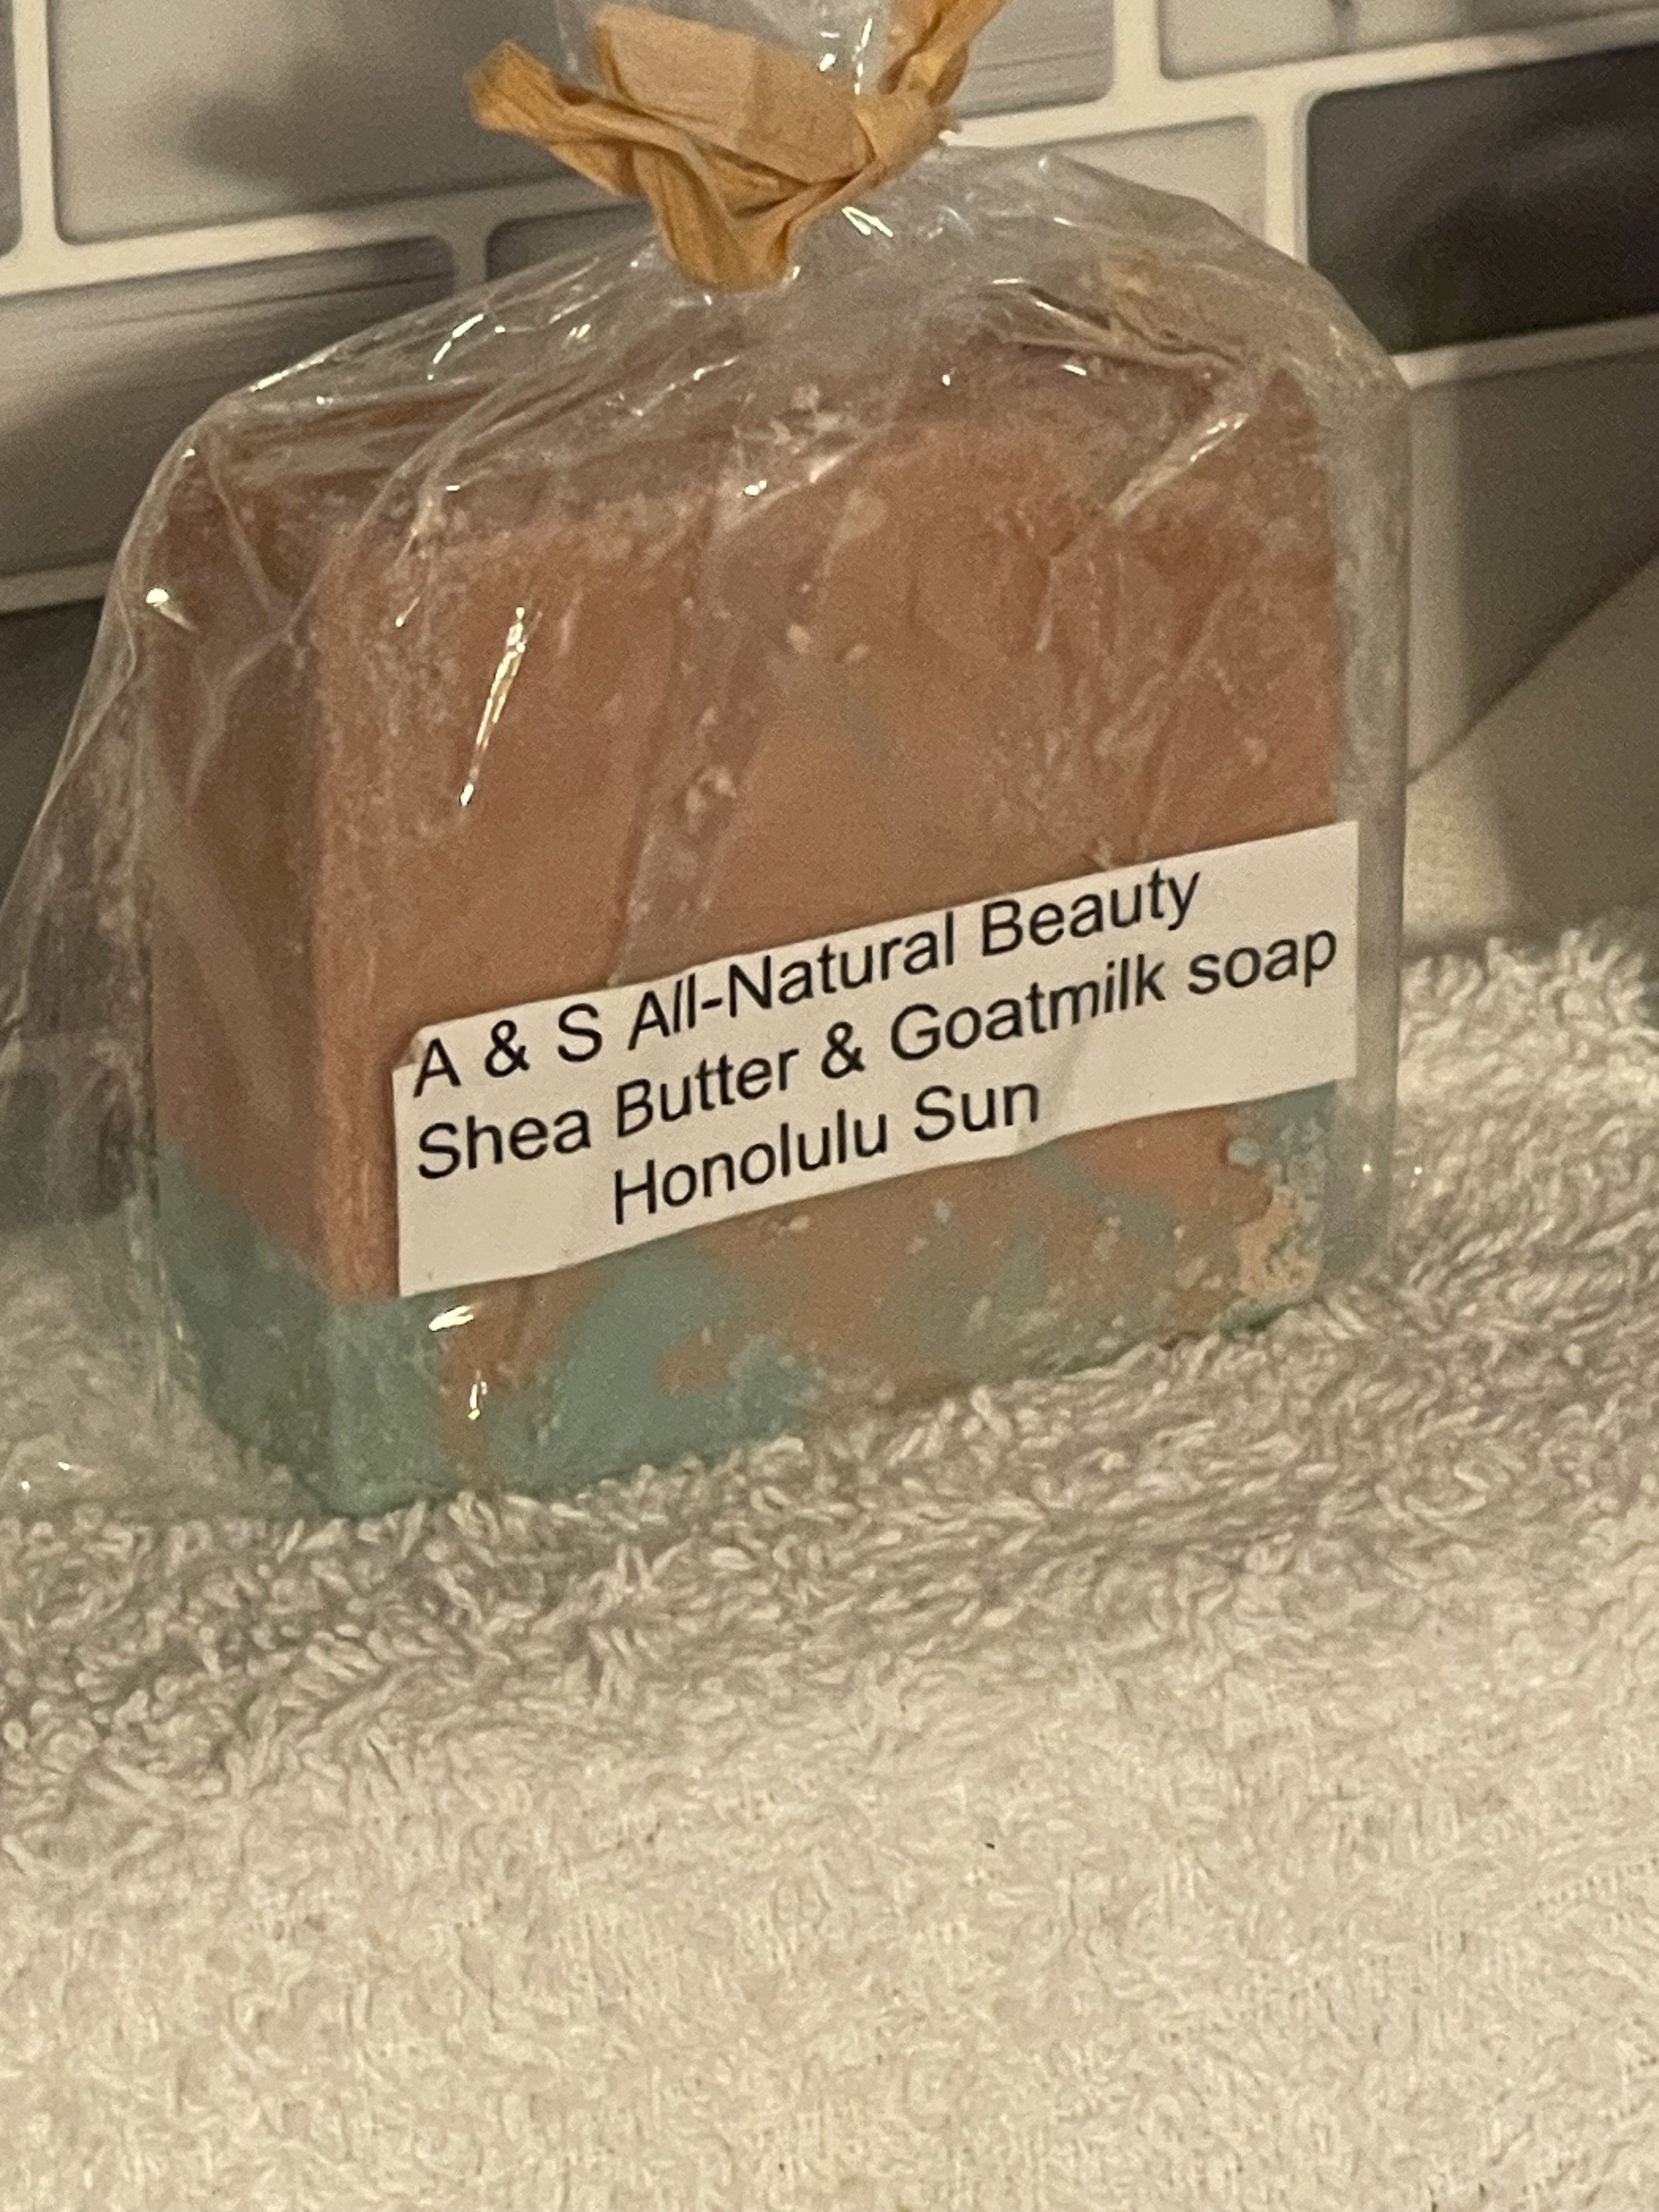 A & S All-Natural Beauty
Shea Butter & Goatmilk soap
Honolulu Sun